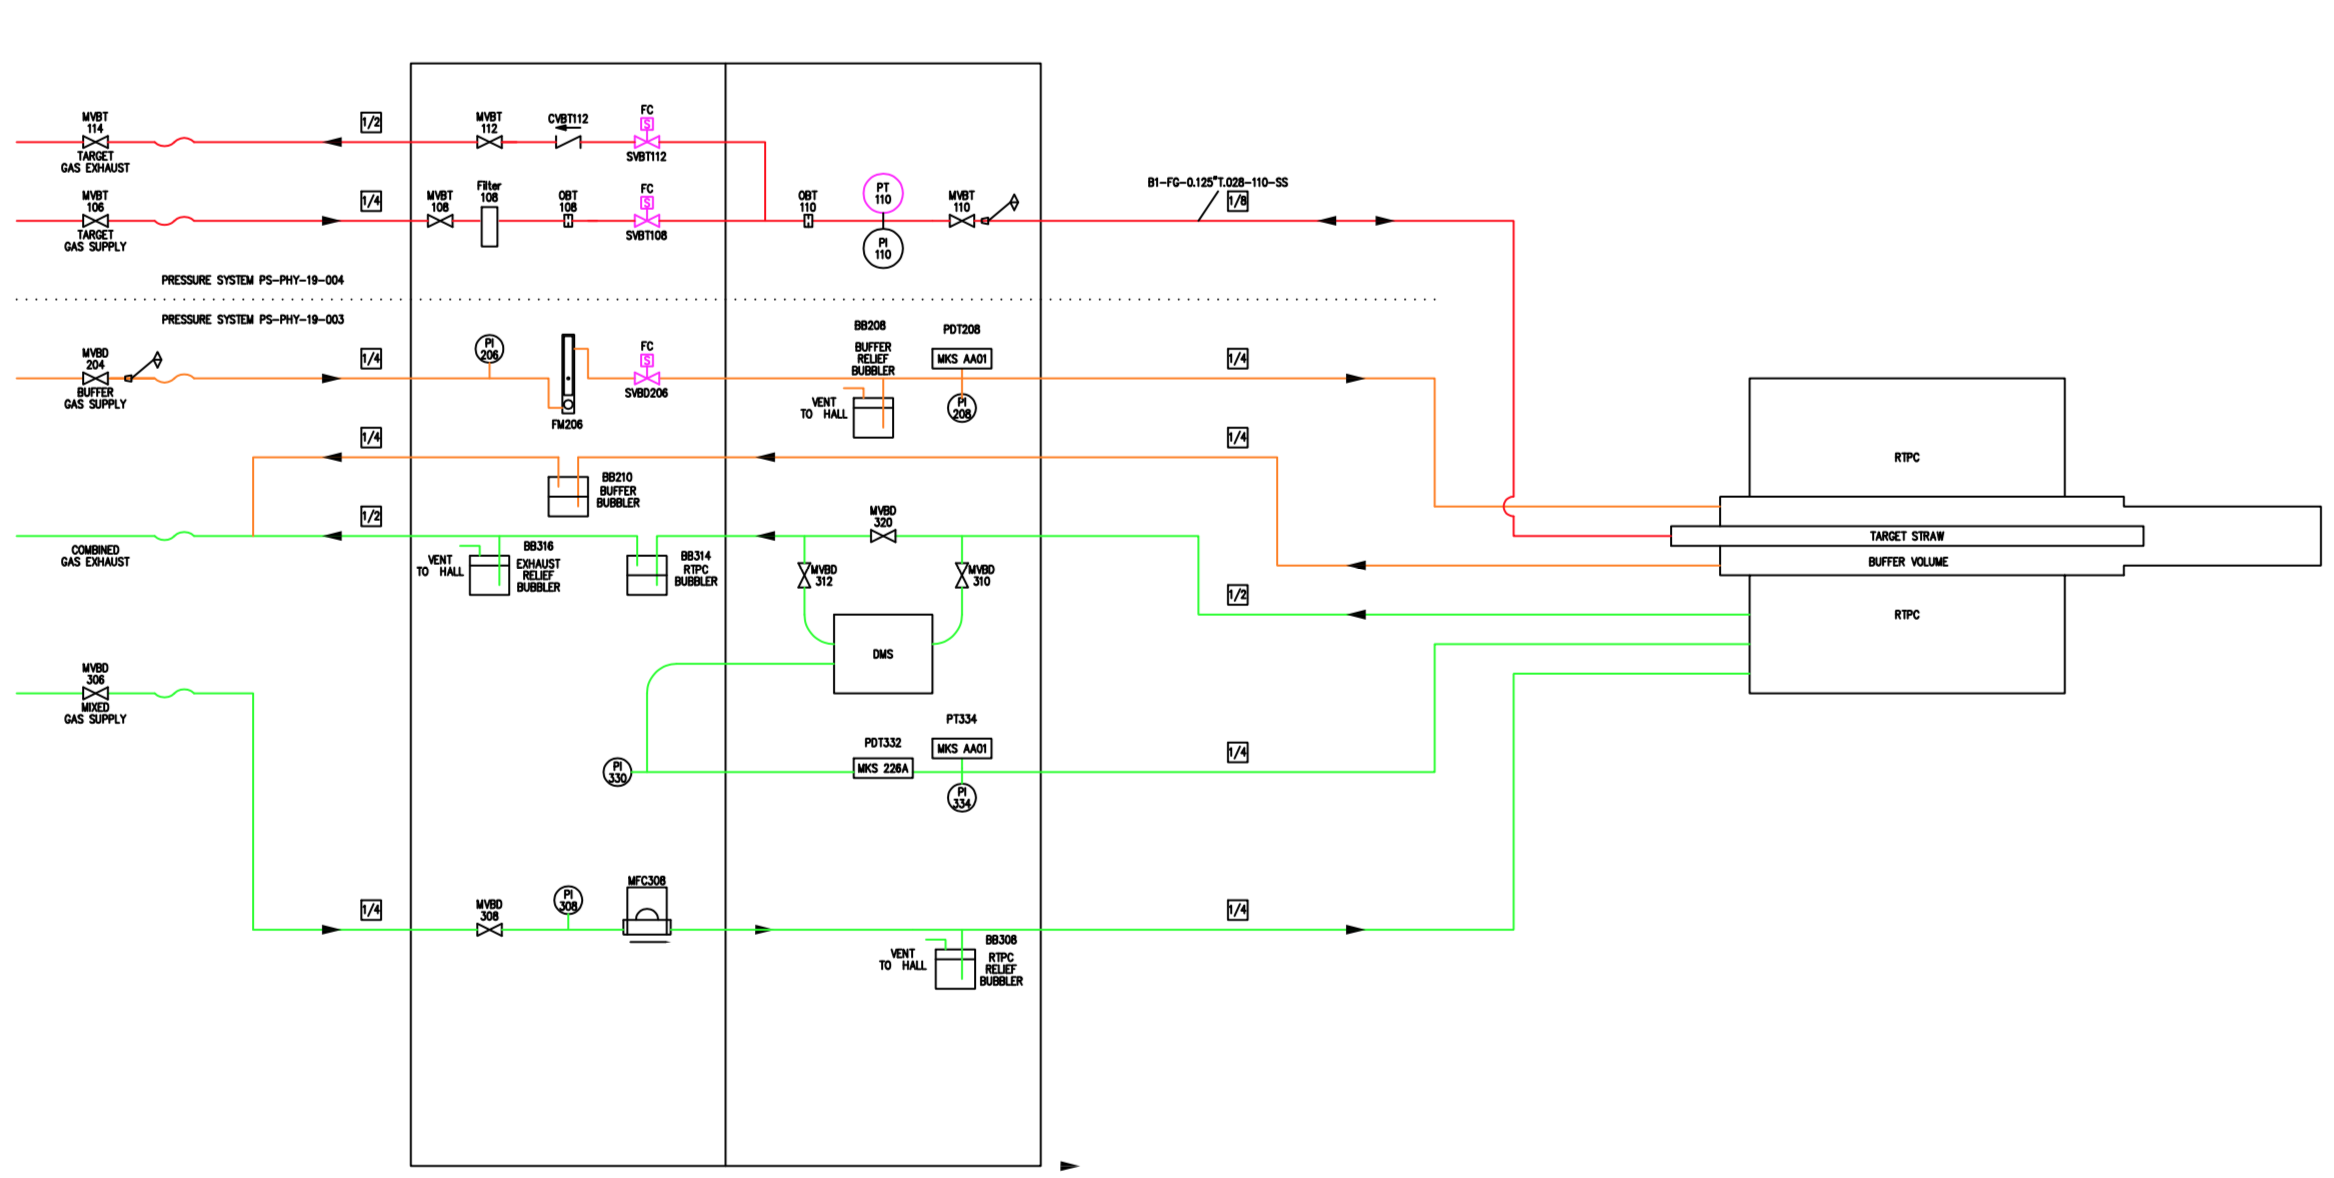 MVBT
114
TARGET
GAS EXHAUST
1/2
MVBT
112
CVBT112
FC
S
SVBT112
MVBT
106
TARGET
GAS SUPPLY
1/4
MVBT
108
Filter
108
OBT
108
FC
S
SVBT108
OBT
110
PT
110
PI
110
MVBT
110
B1-FG-0.125"T.028-110-SS
1/8
PRESSURE SYSTEM PS-PHY-19-004
PRESSURE SYSTEM PS-PHY-19-003
MVBD
204
BUFFER
GAS SUPPLY
1/4
PI
206
FM206
FC
S
SVBD206
BB208
BUFFER
RELIEF
BUBBLER
VENT
TO HALL
PDT208
MKS AA01
PI
208
1/4
1/4
BB210
BUFFER
BUBBLER
1/4
RTPC
COMBINED
GAS EXHAUST
1/2
VENT
TO HALL
BB316
EXHAUST
RELIEF
BUBBLER
BB314
RTPC
BUBBLER
MVBD
320
MVBD
312
MVBD
310
TARGET STRAW
BUFFER VOLUME
1/2
RTPC
DMS
MVBD
306
MIXED
GAS SUPPLY
PI
330
PDT332
MKS 226A
PT334
MKS AA01
PI
334
1/4
1/4
MVBD
308
PI
308
MFC308
1/4
VENT
TO HALL
BB308
RTPC
RELIEF
BUBBLER